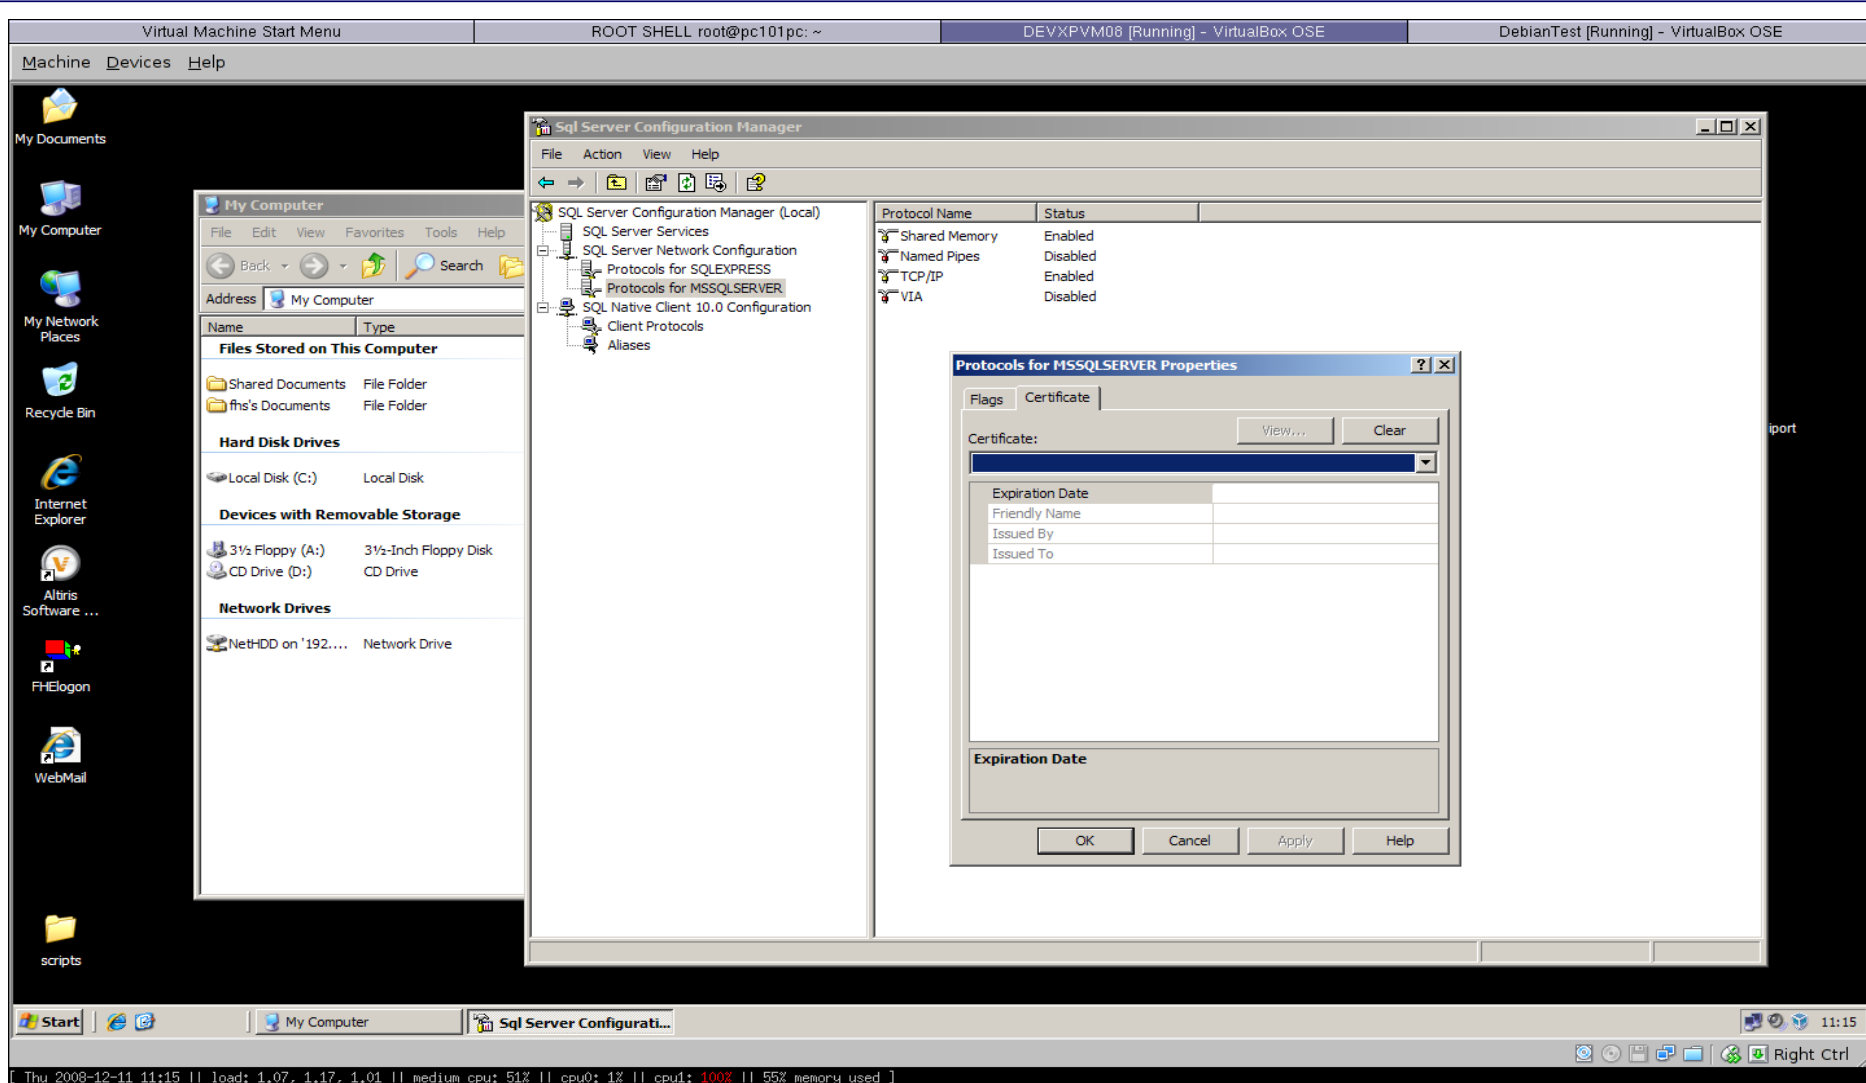 Virtual Machine Start Menu
ROOT SHELL root@pc101pc: ~
DEVXPVM08 [Running] - VirtualBox OSE
DebianTest [Running] - VirtualBox OSE
Machine Devices Help
My Documents
My Computer
My Network
Places
Recycle Bin
Internet
Explorer
Altiris
Software ...
FHElogon
WebMail
scripts
My Computer
File Edit View Favorites Tools Help
Back Search
Address My Computer
Name Type
Files Stored on This Computer
Shared Documents File Folder
fhs's Documents File Folder
Hard Disk Drives
Local Disk (C:) Local Disk
Devices with Removable Storage
3½ Floppy (A:) 3½-Inch Floppy Disk
CD Drive (D:) CD Drive
Network Drives
NetHDD on '192.... Network Drive
Sql Server Configuration Manager
File Action View Help
SQL Server Configuration Manager (Local)
SQL Server Services
SQL Server Network Configuration
Protocols for SQLEXPRESS
Protocols for MSSQLSERVER
SQL Native Client 10.0 Configuration
Client Protocols
Aliases
Protocol Name Status
Shared Memory Enabled
Named Pipes Disabled
TCP/IP Enabled
VIA Disabled
Protocols for MSSQLSERVER Properties
Flags Certificate
View... Clear
Certificate:
Expiration Date
Friendly Name
Issued By
Issued To
Expiration Date
OK Cancel Apply Help
iport
Start My Computer Sql Server Configurati... 11:15
Right Ctrl
[ Thu 2008-12-11 11:15 || load: 1.07, 1.17, 1.01 || medium cpu: 51% || cpu0: 1% || cpu1: 100% || 55% memory used ]